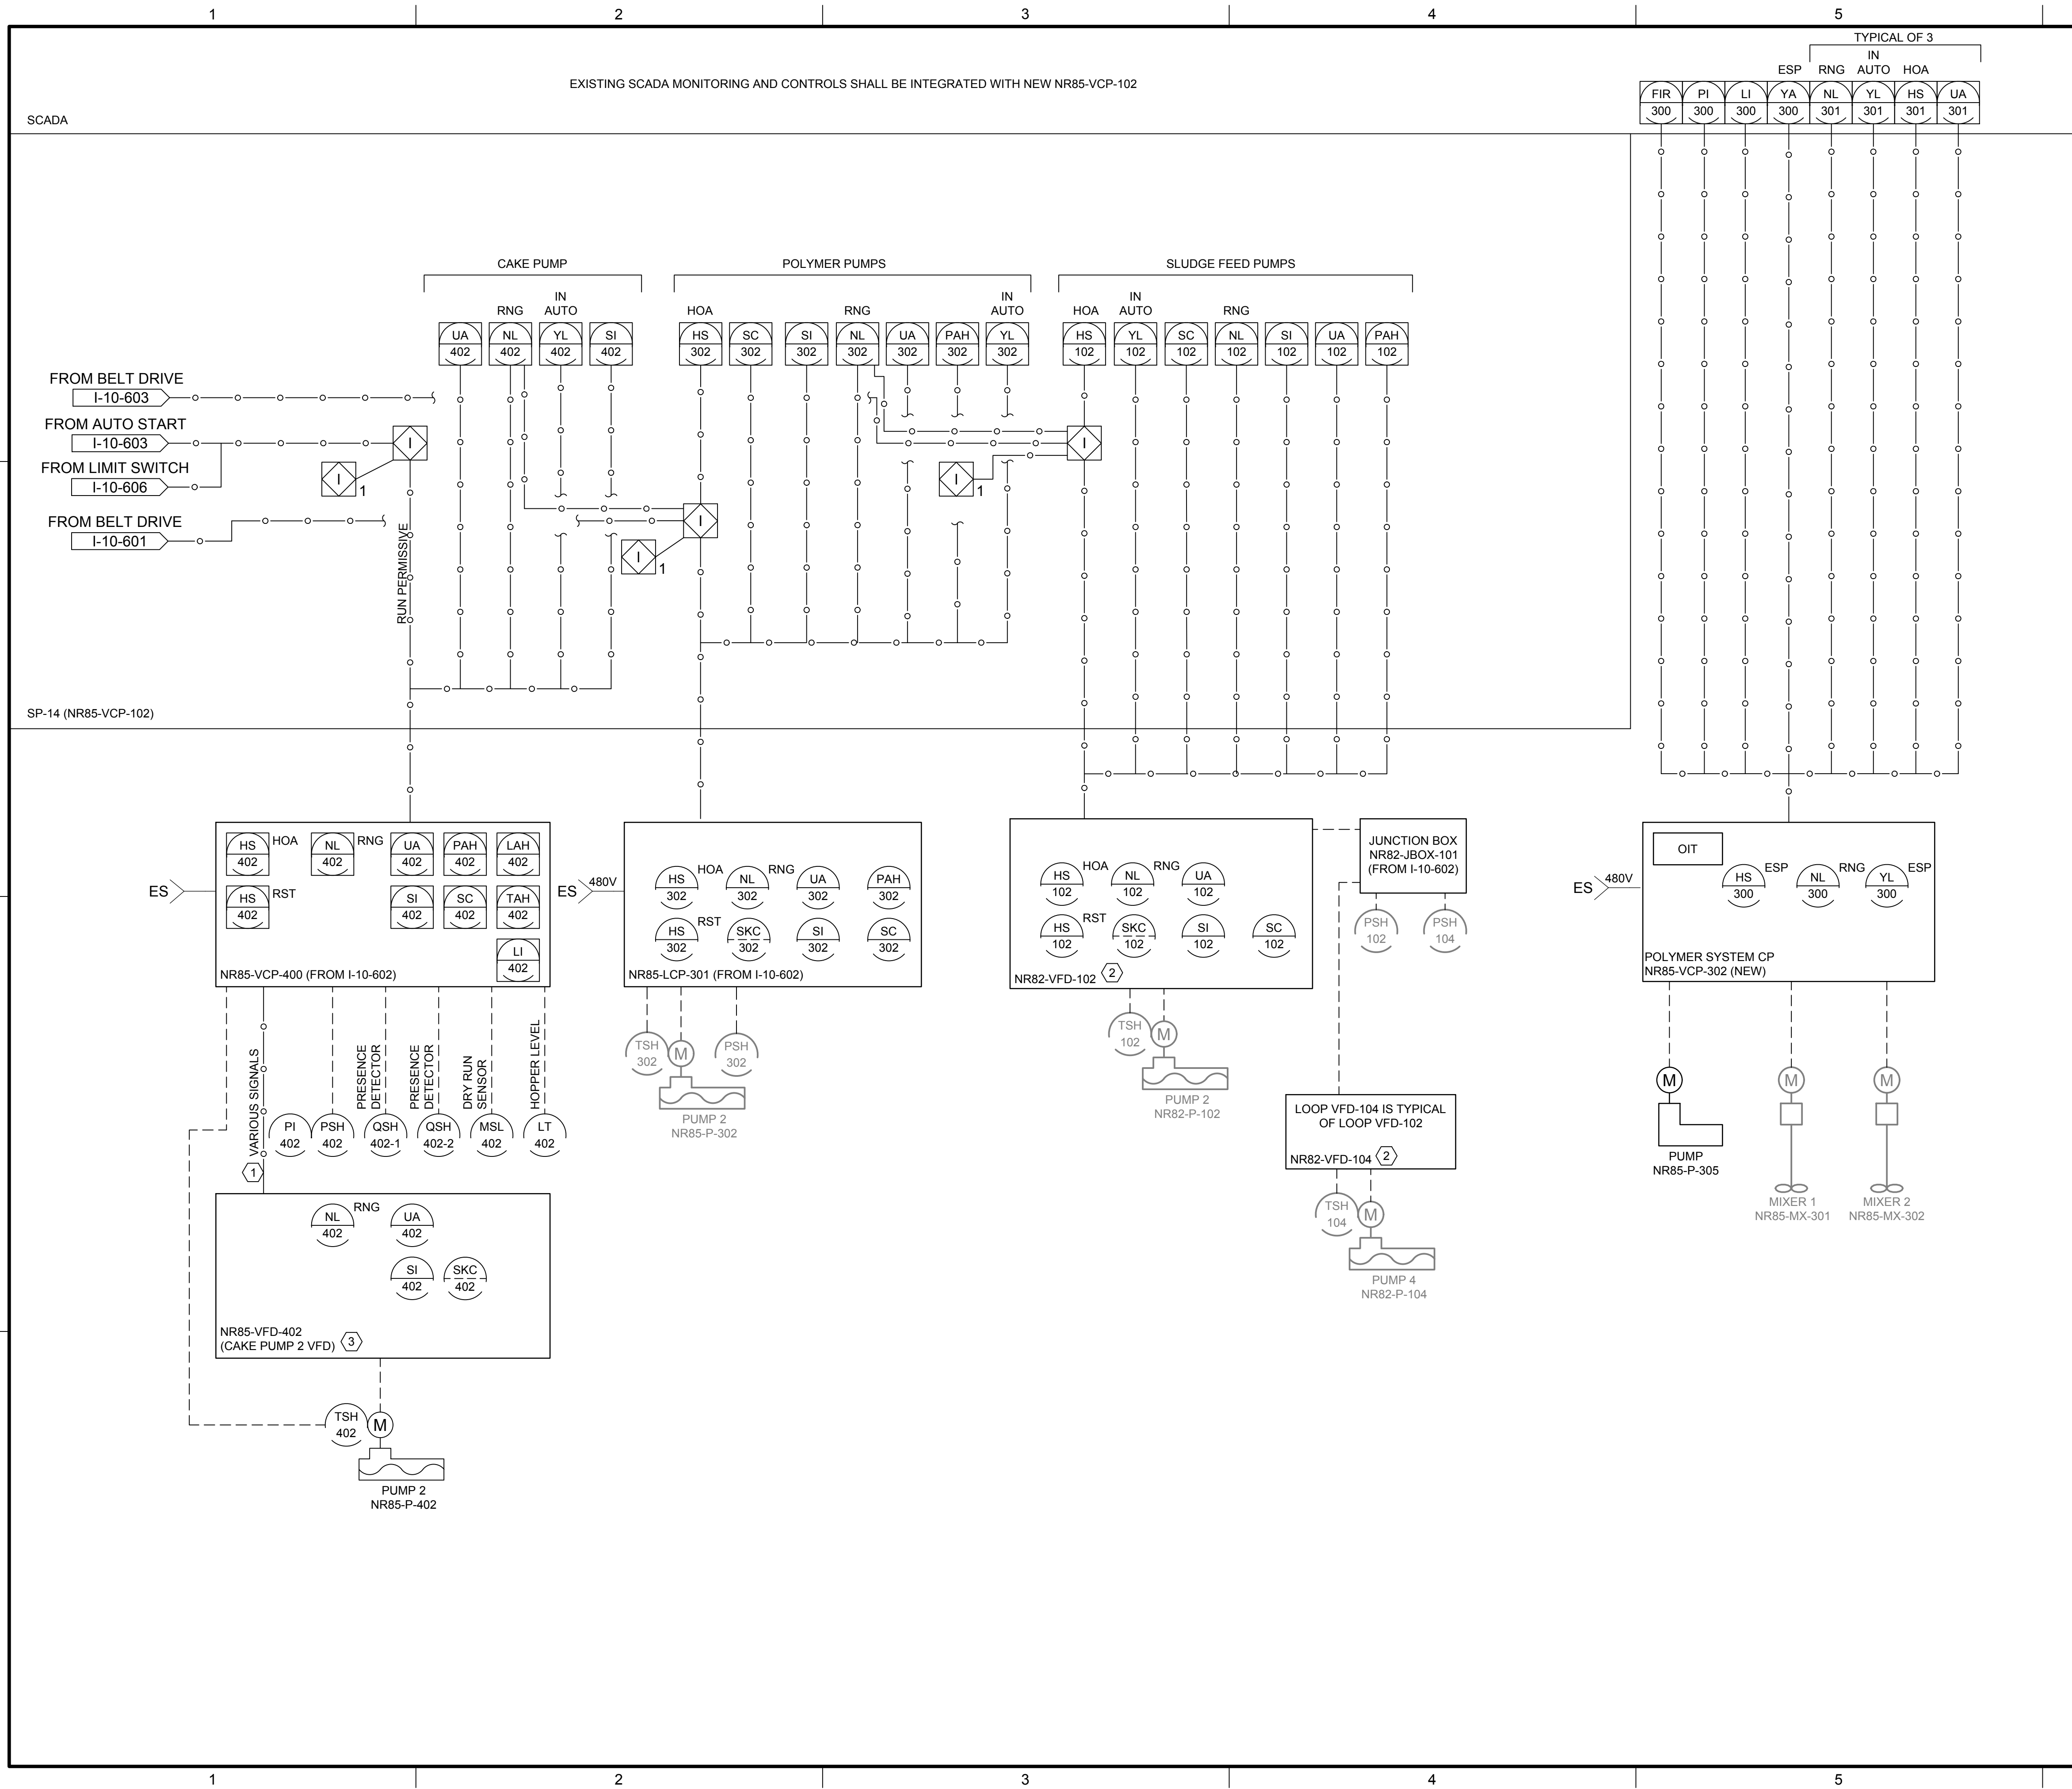 1 2 3 4 5
TYPICAL OF 3
IN
ESP RNG AUTO HOA
EXISTING SCADA MONITORING AND CONTROLS SHALL BE INTEGRATED WITH NEW NR85-VCP-102
FIR PI LI YA NL YL HS UA
300 300 300 300 301 301 301 301
SCADA
CAKE PUMP POLYMER PUMPS SLUDGE FEED PUMPS
IN IN IN
RNG AUTO HOA RNG AUTO HOA AUTO RNG
UA NL YL SI HS SC SI NL UA PAH YL HS YL SC NL SI UA PAH
402 402 402 402 302 302 302 302 302 302 302 102 102 102 102 102 102 102
FROM BELT DRIVE
I-10-603
FROM AUTO START
I-10-603 I I
FROM LIMIT SWITCH
I-10-606 I 1 I 1
FROM BELT DRIVE
I-10-601 I
I 1
RUN PERMISSIVE
SP-14 (NR85-VCP-102)
HS HOA NL RNG UA PAH LAH
402 402 402 402 402
ES
HS RST SI SC TAH
402 402 402 402
LI
402
NR85-VCP-400 (FROM I-10-602)
ES 480V
HS HOA NL RNG UA PAH
302 302 302 302
HS RST SKC SI SC
302 302 302 302
NR85-LCP-301 (FROM I-10-602)
HS HOA NL RNG UA
102 102 102
HS RST SKC SI SC
102 102 102 102
NR82-VFD-102 2
JUNCTION BOX
NR82-JBOX-101
(FROM I-10-602)
PSH PSH
102 104
ES 480V
OIT
HS ESP NL RNG YL ESP
300 300 300
POLYMER SYSTEM CP
NR85-VCP-302 (NEW)
VARIOUS SIGNALS
PRESENCE
DETECTOR
PRESENCE
DETECTOR
DRY RUN
SENSOR
HOPPER LEVEL
PI PSH QSH QSH MSL LT
402 402 402-1 402-2 402 402
1
TSH M PSH
302 302
PUMP 2
NR85-P-302
TSH M
102
PUMP 2
NR82-P-102
LOOP VFD-104 IS TYPICAL
OF LOOP VFD-102
NR82-VFD-104 2
TSH M
104
PUMP 4
NR82-P-104
M M M
PUMP
NR85-P-305
MIXER 1
NR85-MX-301
MIXER 2
NR85-MX-302
NL RNG UA
402 402
SI SKC
402 402
NR85-VFD-402
(CAKE PUMP 2 VFD) 3
TSH M
402
PUMP 2
NR85-P-402
1 2 3 4 5